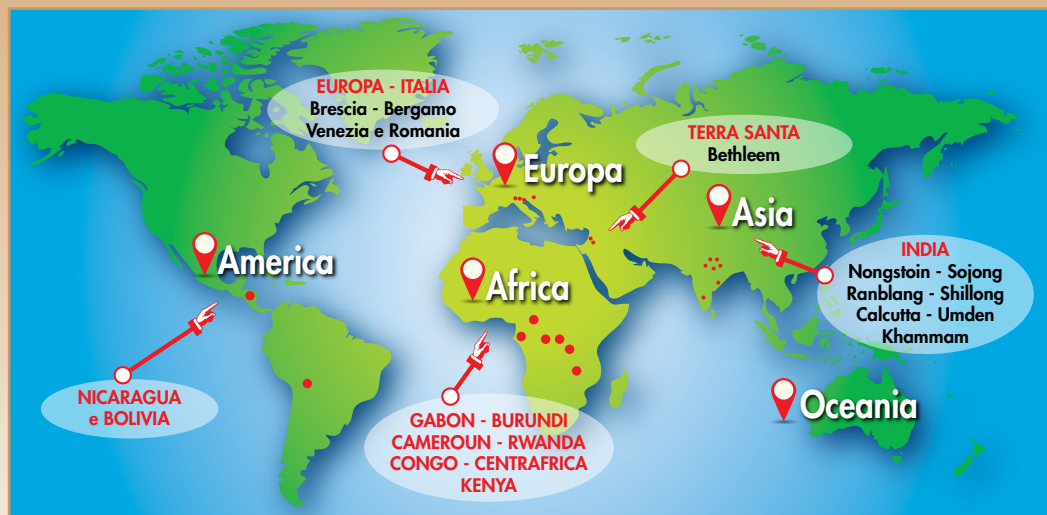 EUROPA - ITALIA
Brescia - Bergamo
Venezia e Romania
TERRA SANTA
Bethleem
Europa
Asia
America
Africa
INDIA
Nongstoin - Sojong
Ranblang - Shillong
Calcutta - Umden
Khammam
NICARAGUA
e BOLIVIA
GABON - BURUNDI
CAMEROUN - RWANDA
CONGO - CENTRAFRICA
KENYA
Oceania